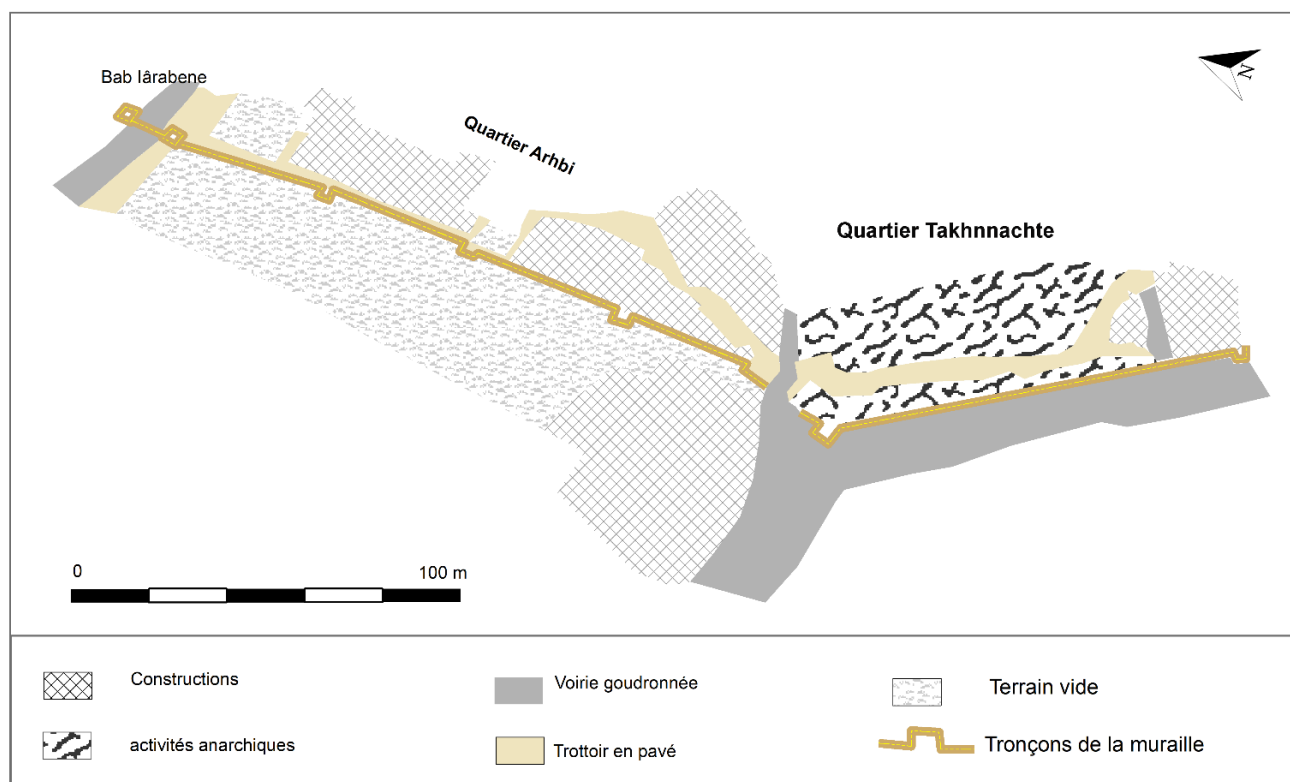 Bab Iârabene
N
Quartier Arhbi
Quartier Takhnnachte
0
100 m
Constructions
Voirie goudronnée
Terrain vide
activités anarchiques
Trottoir en pavé
Tronçons de la muraille